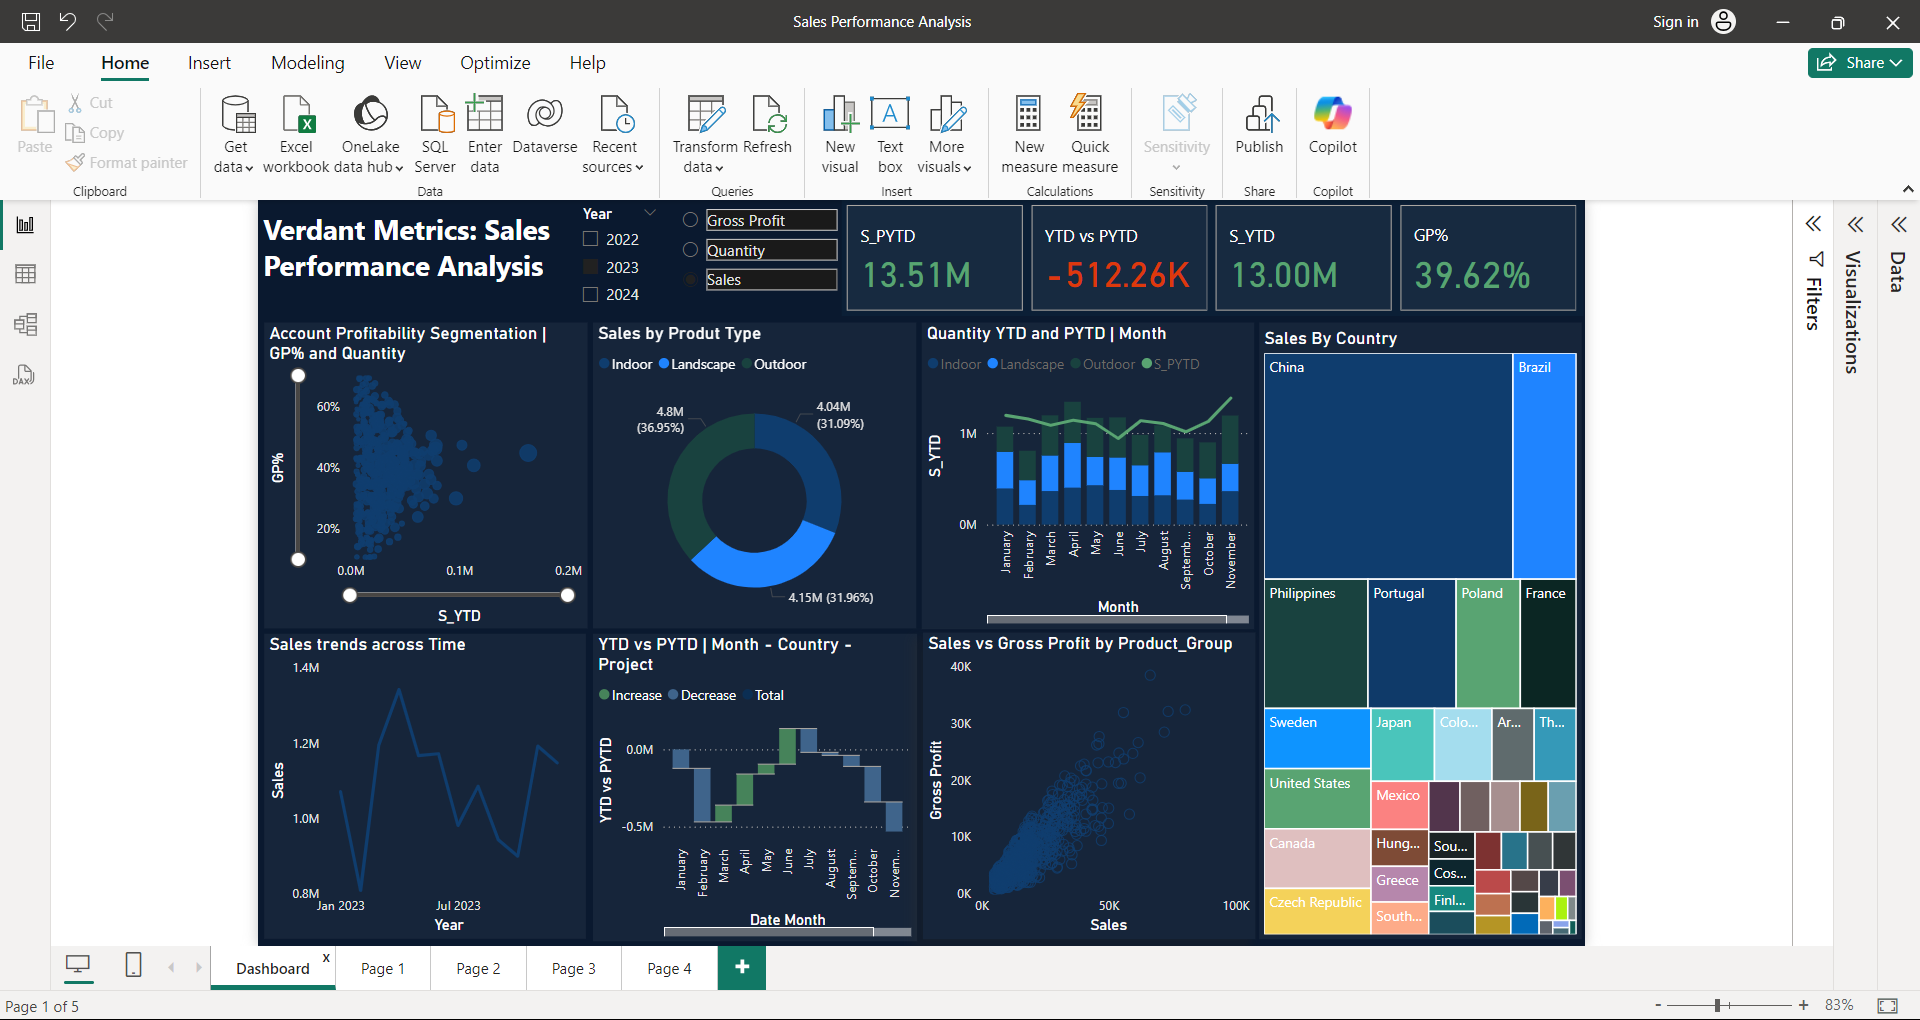 Sales Performance Analysis
Sign in
File
Home
Insert
Modeling
View
Optimize
Help
Share
Paste
Cut
Copy
Format painter
Clipboard
Get data
Excel workbook
OneLake data hub
SQL Server
Enter data
Dataverse
Recent sources
Data
Transform data
Refresh
Queries
New visual
Text box
More visuals
Insert
New measure
Quick measure
Calculations
Sensitivity
Sensitivity
Publish
Share
Copilot
Copilot
DAX
Verdant Metrics: Sales
Performance Analysis
Year
2022
2023
2024
Gross Profit
Quantity
Sales
S_PYTD
13.51M
YTD vs PYTD
-512.26K
S_YTD
13.00M
GP%
39.62%
Filters
Visualizations
Data
Account Profitability Segmentation |
GP% and Quantity
60%
40%
20%
GP%
0.0M
0.1M
0.2M
S_YTD
Sales by Produt Type
Indoor
Landscape
Outdoor
4.8M
(36.95%)
4.04M
(31.09%)
4.15M (31.96%)
Quantity YTD and PYTD | Month
Indoor
Landscape
Outdoor
S_PYTD
S_YTD
1M
0M
January
February
March
April
May
June
July
August
Septemb...
October
November
Month
Sales By Country
China
Brazil
Philippines
Portugal
Poland
France
Sweden
Japan
Colo...
Ar...
Th...
United States
Mexico
Canada
Hung...
Sou...
Cos...
Greece
Finl...
Czech Republic
South...
Sales trends across Time
1.4M
1.2M
1.0M
0.8M
Sales
Jan 2023
Jul 2023
Year
YTD vs PYTD | Month - Country -
Project
Increase
Decrease
Total
YTD vs PYTD
0.0M
-0.5M
January
February
March
April
May
June
July
August
Septem...
October
Novem...
Date Month
Sales vs Gross Profit by Product_Group
40K
30K
20K
10K
0K
Gross Profit
0K
50K
100K
Sales
Dashboard
x
Page 1
Page 2
Page 3
Page 4
+
Page 1 of 5
-
+
83%